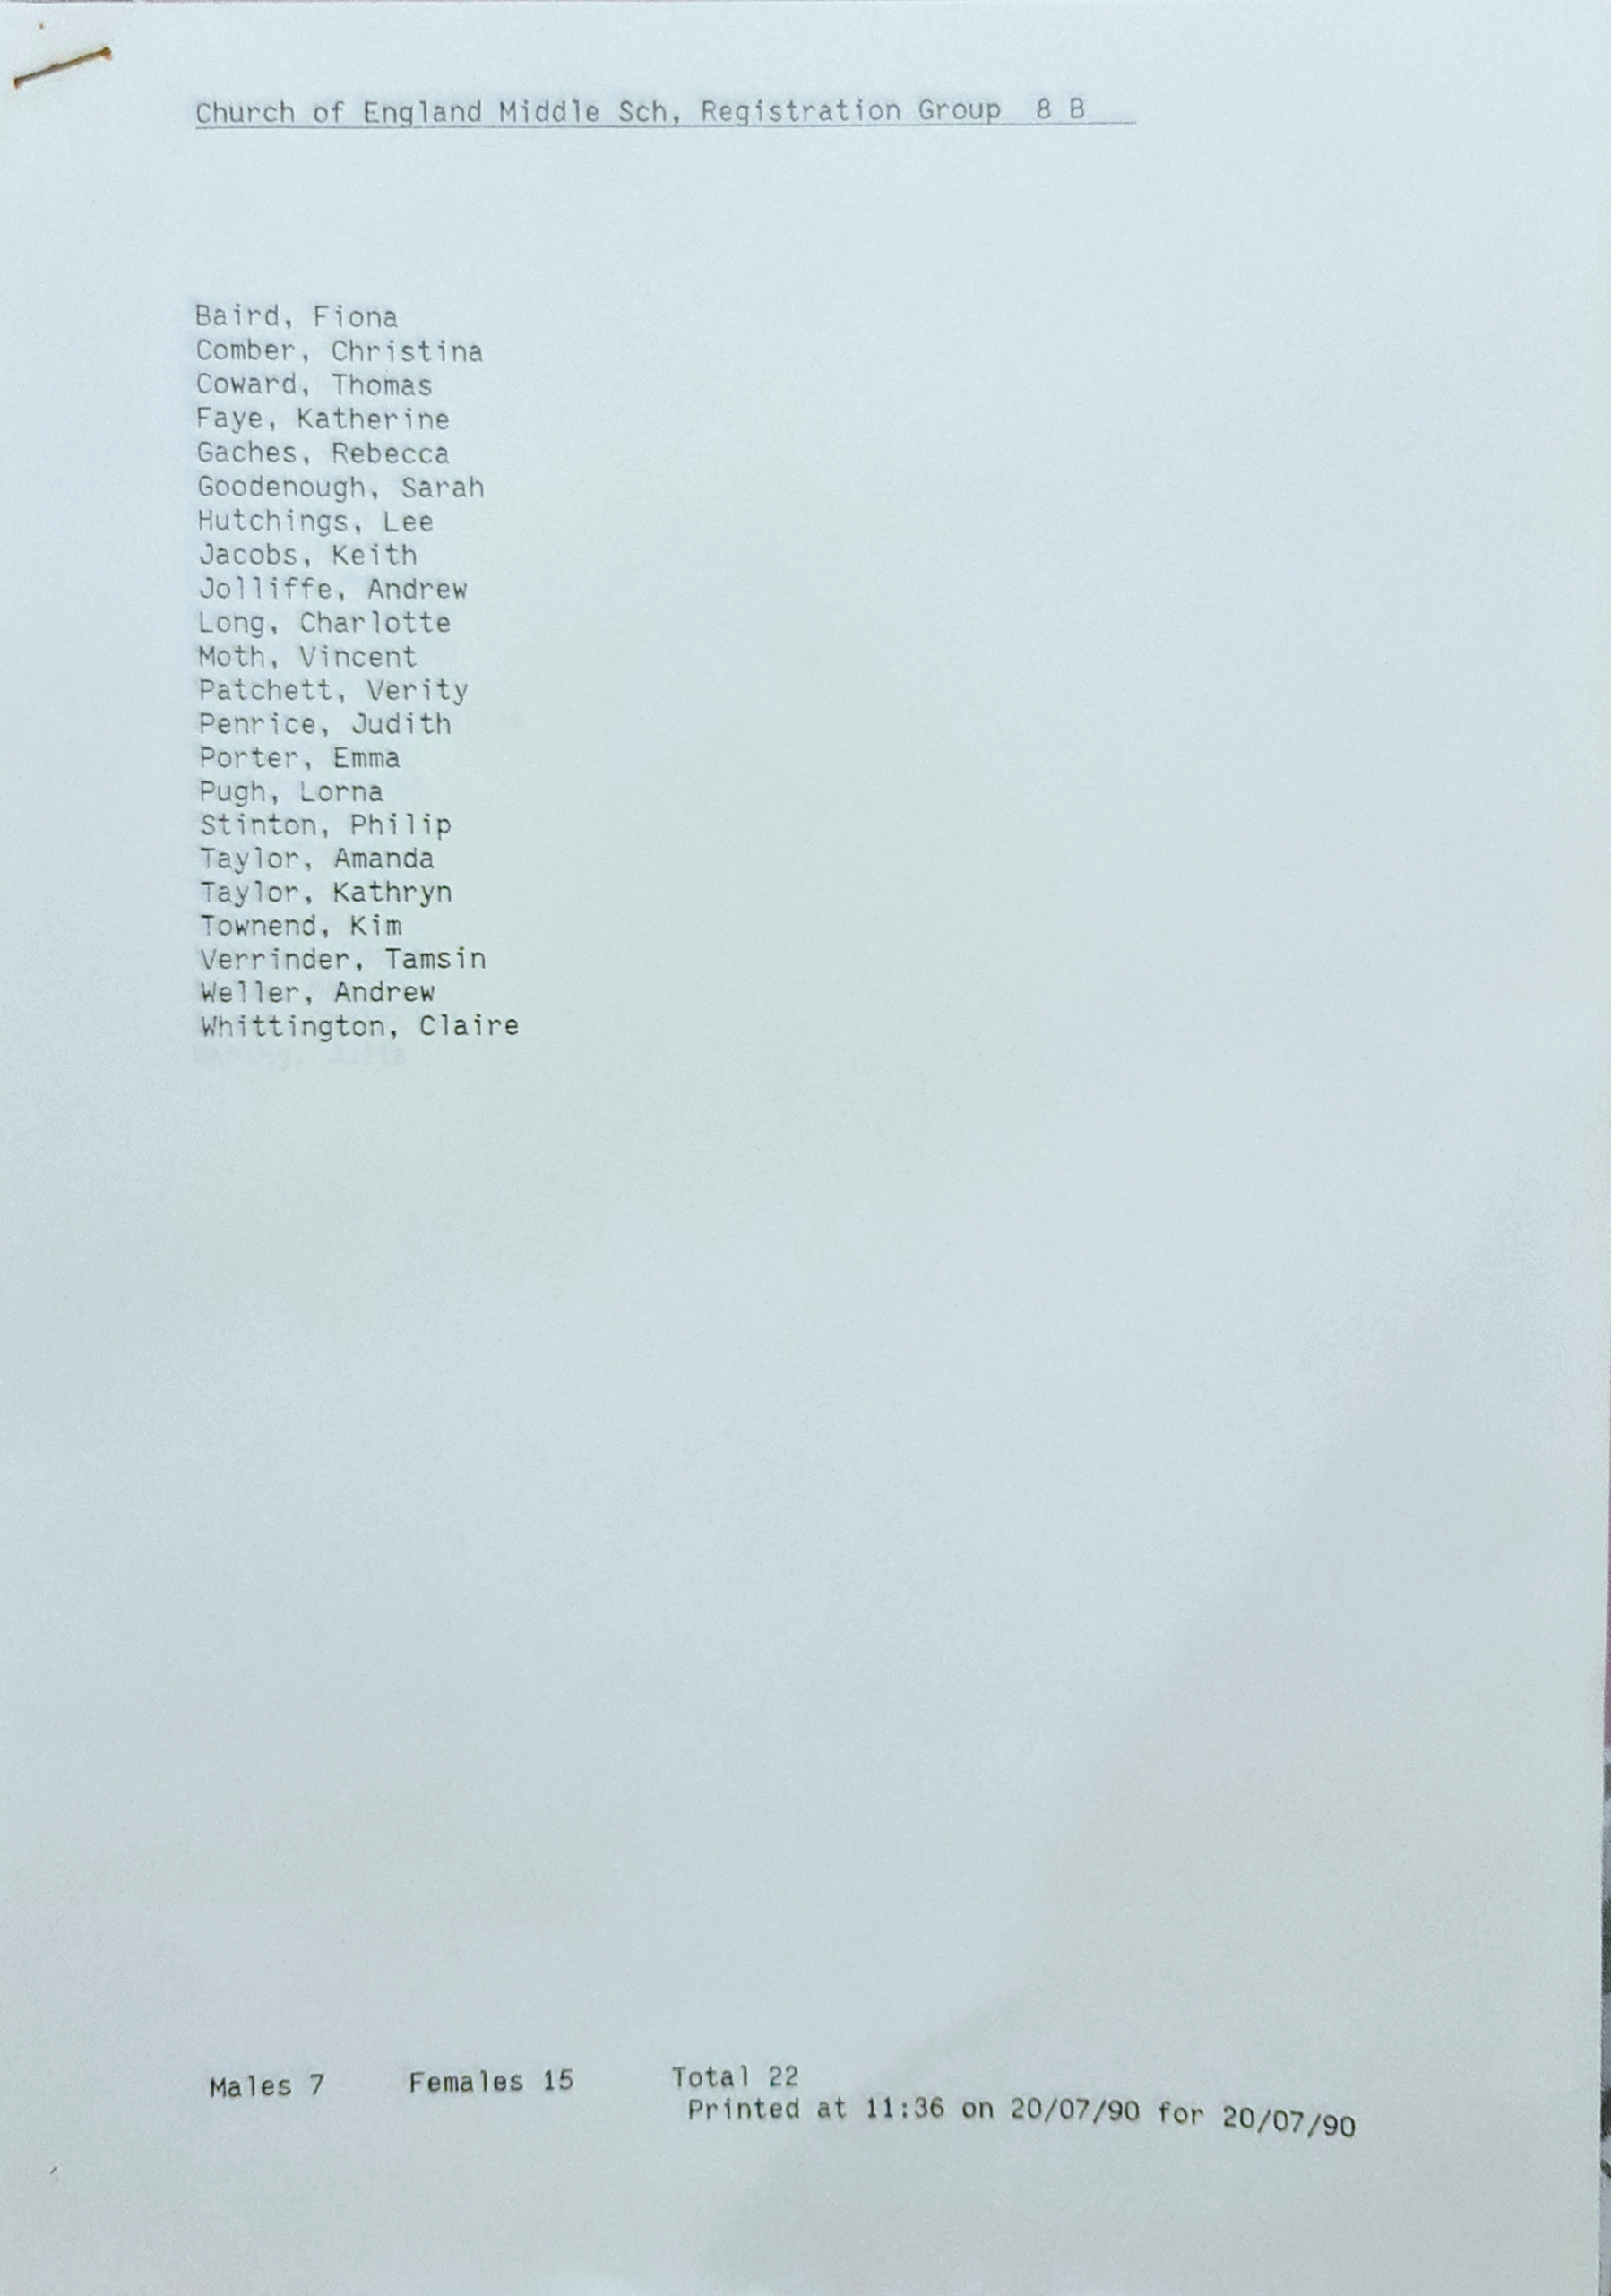 Church of England Middle Sch, Registration Group 8 B
Baird, Fiona
Comber, Christina
Coward, Thomas
Faye, Katherine
Gaches, Rebecca
Goodenough, Sarah
Hutchings, Lee
Jacobs, Keith
Jolliffe, Andrew
Long, Charlotte
Moth, Vincent
Patchett, Verity
Penrice, Judith
Porter, Emma
Pugh, Lorna
Stinton, Philip
Taylor, Amanda
Taylor, Kathryn
Townend, Kim
Verrinder, Tamsin
Weller, Andrew
Whittington, Claire
Males 7 Females 15 Total 22
Printed at 11:36 on 20/07/90 for 20/07/90